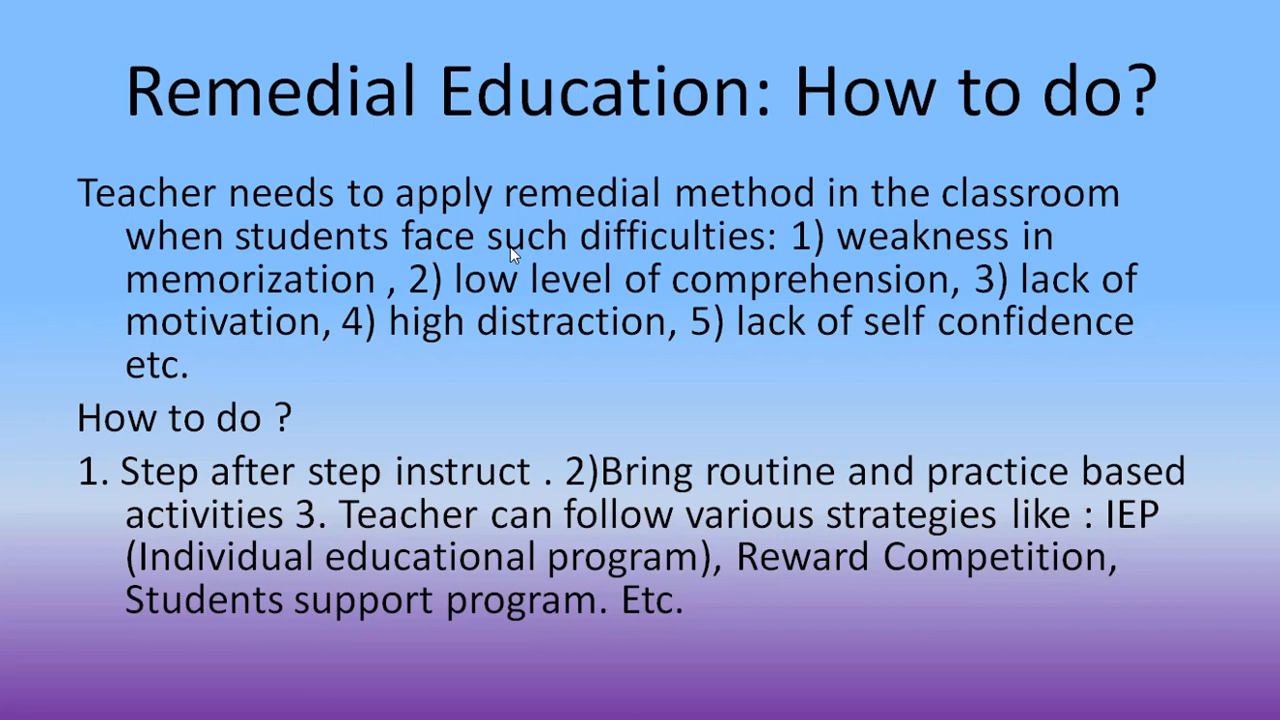 Remedial Education: How to do?
Teacher needs to apply remedial method in the classroom
when students face such difficulties: 1) weakness in
memorization , 2) low level of comprehension, 3) lack of
motivation, 4) high distraction, 5) lack of self confidence
etc.
How to do ?
1. Step after step instruct . 2)Bring routine and practice based
activities 3. Teacher can follow various strategies like : IEP
(Individual educational program), Reward Competition,
Students support program. Etc.